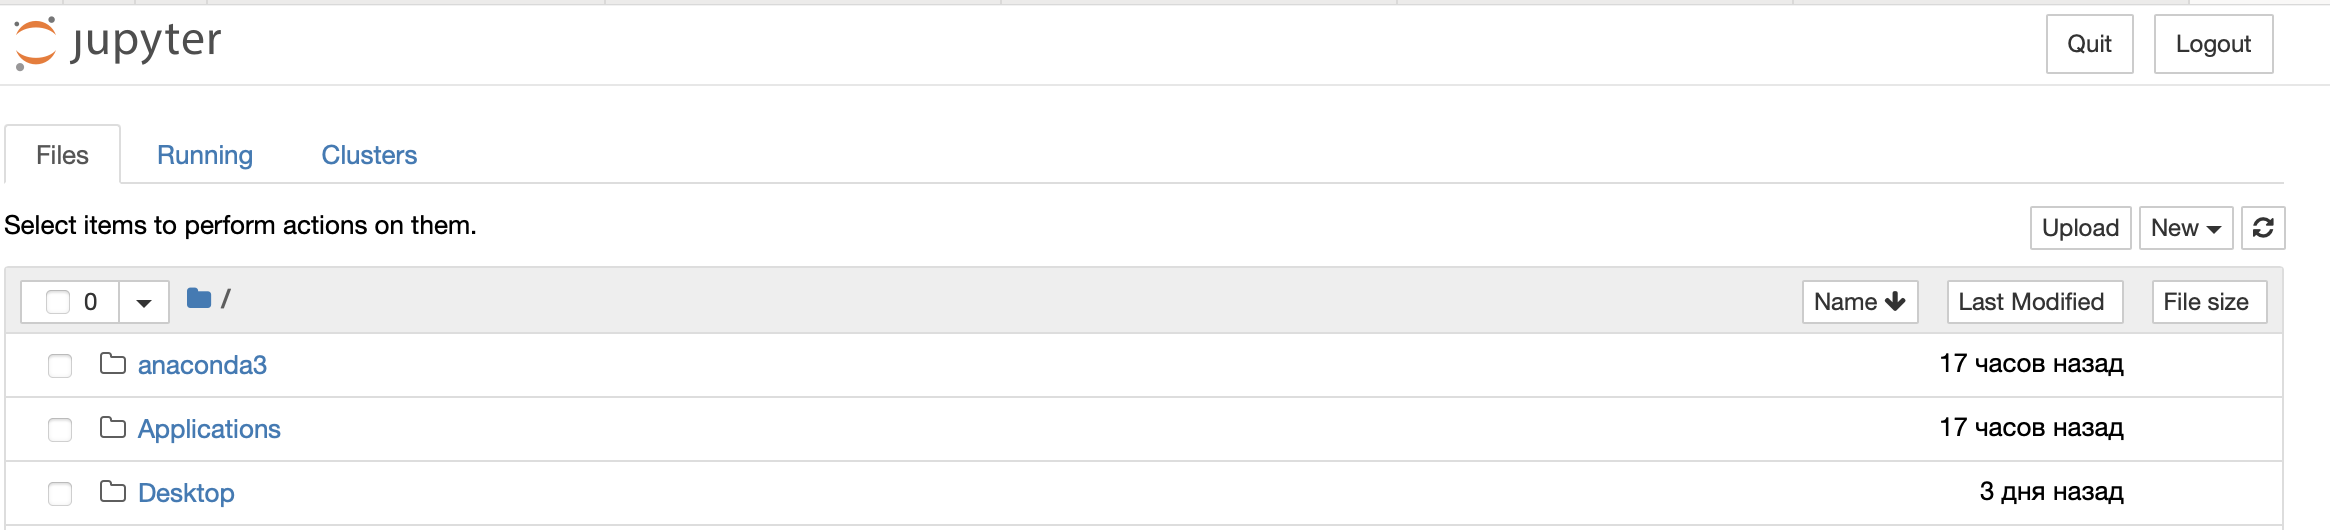 jupyter
Quit Logout
Files Running Clusters
Select items to perform actions on them.
Upload New
0 / Name Last Modified File size
anaconda3 17 часов назад
Applications 17 часов назад
Desktop 3 дня назад